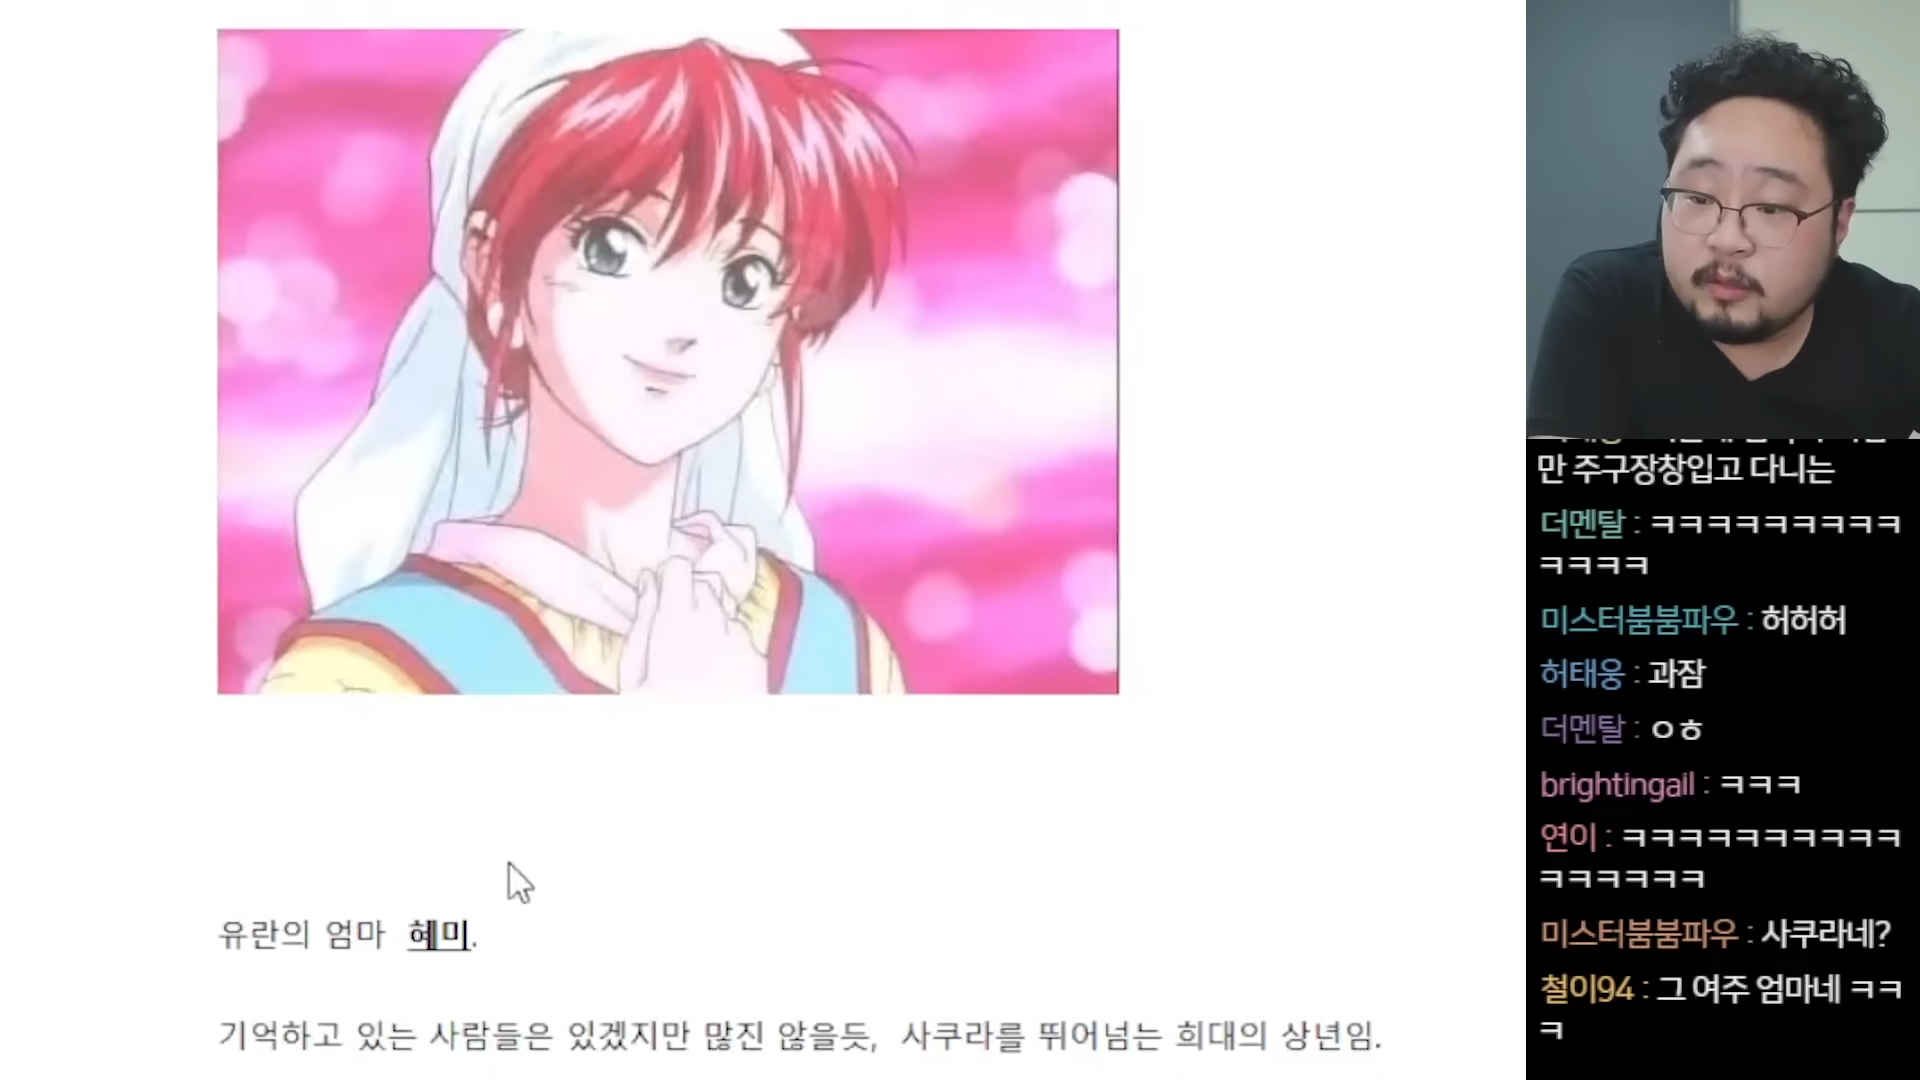 유란의 엄마 혜미.
기억하고 있는 사람들은 있겠지만 많진 않을듯, 사쿠라를 뛰어넘는 희대의 상년임.
만 주구장창입고 다니는
더멘탈 : ㅋㅋㅋㅋㅋㅋㅋㅋㅋ
ㅋㅋㅋㅋ
미스터붐붐파우 : 허허허
허태웅 : 과잠
더멘탈 : ㅇㅎ
brightingail : ㅋㅋㅋ
연이 : ㅋㅋㅋㅋㅋㅋㅋㅋㅋㅋ
ㅋㅋㅋㅋㅋㅋ
미스터붐붐파우 : 사쿠라네?
철이94 : 그 여주 엄마네 ㅋㅋ
ㅋ